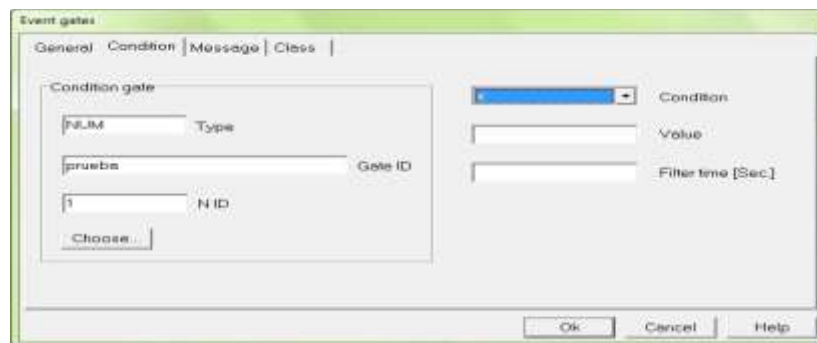 Event gates
General Condition Message Class
Condition gate
NUM Type
prueba Gate ID
1 N ID
Choose...
Condition
Value
Filter time [Sec.]
Ok Cancel Help